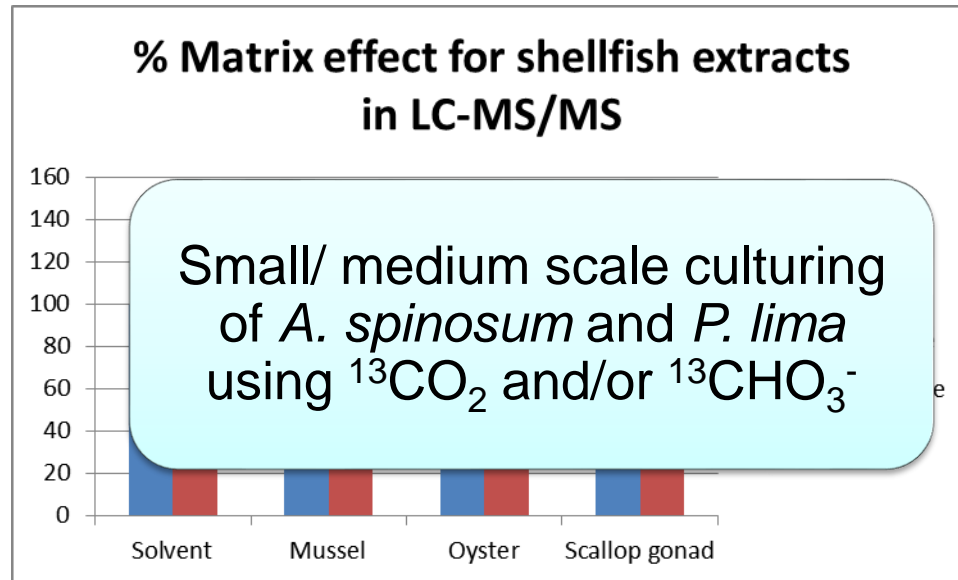 % Matrix effect for shellfish extracts
in LC-MS/MS
160
140
120
100
80
60
40
20
0
Small/ medium scale culturing
of A. spinosum and P. lima
using ¹³CO₂ and/or ¹³CHO₃⁻
Solvent
Mussel
Oyster
Scallop gonad